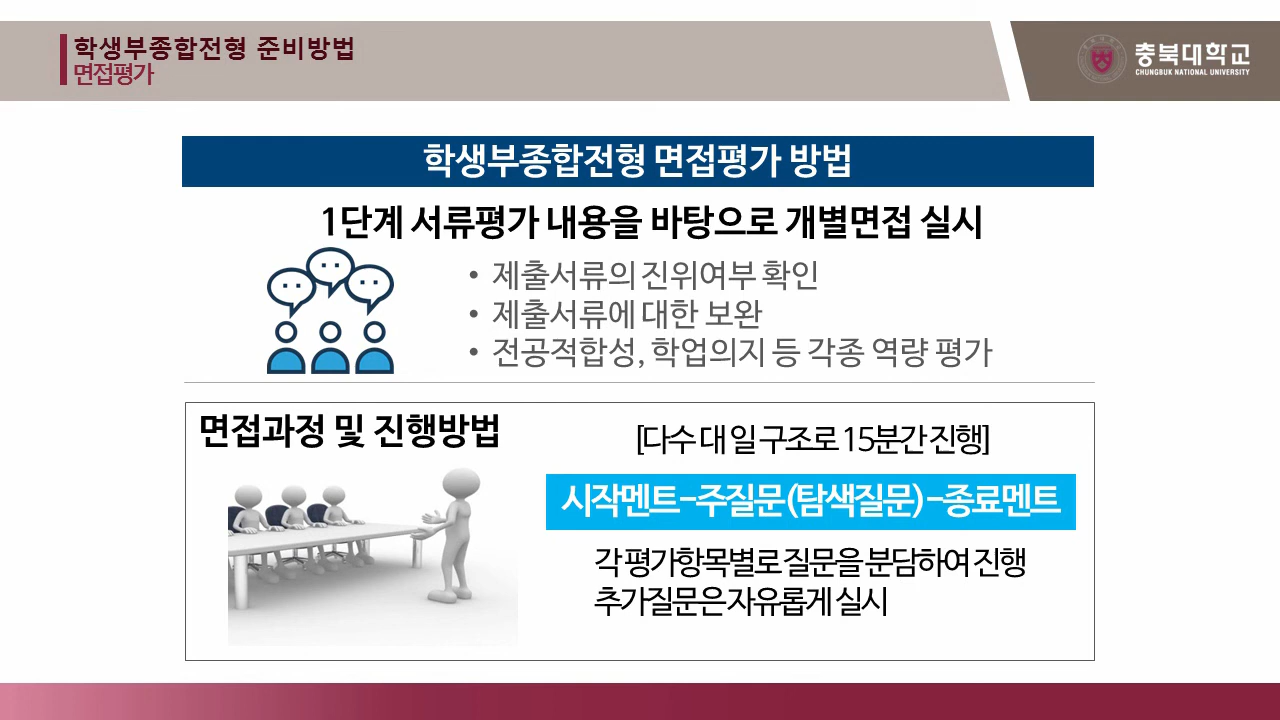 학생부종합전형 준비방법
면접평가
충북대학교
CHUNGBUK NATIONAL UNIVERSITY
학생부종합전형 면접평가 방법
1단계 서류평가 내용을 바탕으로 개별면접 실시
• 제출서류의 진위여부 확인
• 제출서류에 대한 보완
• 전공적합성, 학업의지 등 각종 역량 평가
면접과정 및 진행방법
[다수 대 일 구조로 15분간 진행]
시작멘트-주질문(탐색질문)-종료멘트
각 평가항목별로 질문을 분담하여 진행
추가질문은 자유롭게 실시